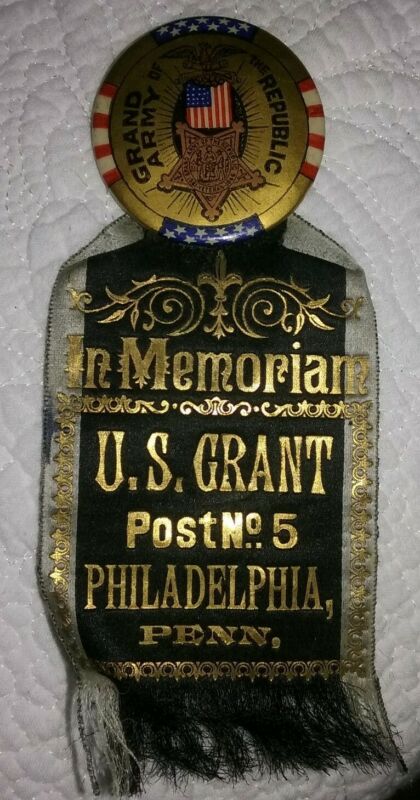 GRAND ARMY OF THE REPUBLIC
In Memoriam
U.S. GRANT
Post No. 5
PHILADELPHIA,
PENN.